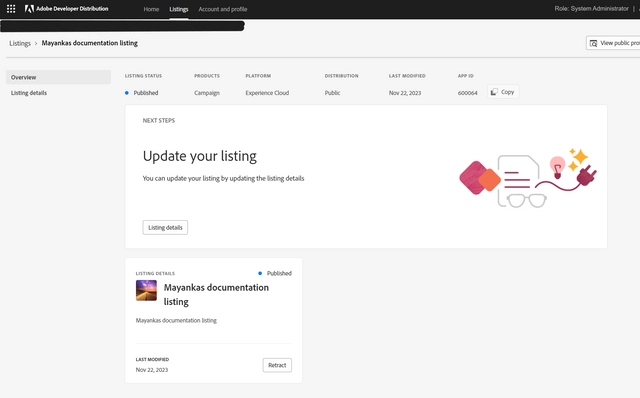 Adobe Developer Distribution Home Listings Account and profile Role: System Administrator |
Listings › Mayankas documentation listing View public pro
Overview
Listing details
LISTING STATUS PRODUCTS PLATFORM DISTRIBUTION LAST MODIFIED APP ID
Published Campaign Experience Cloud Public Nov 22, 2023 600064 Copy
NEXT STEPS
Update your listing
You can update your listing by updating the listing details
Listing details
LISTING DETAILS Published
Mayankas documentation
listing
Mayankas documentation listing
LAST MODIFIED
Nov 22, 2023
Retract